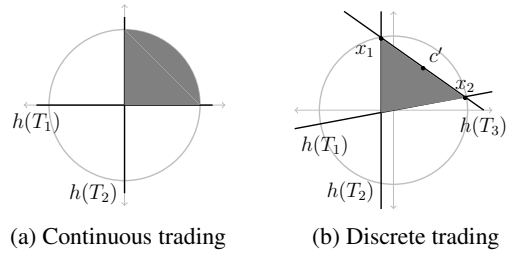 h(T₁)
h(T₂)
(a) Continuous trading
x₁
c′
x₂
h(T₃)
h(T₁)
h(T₂)
(b) Discrete trading